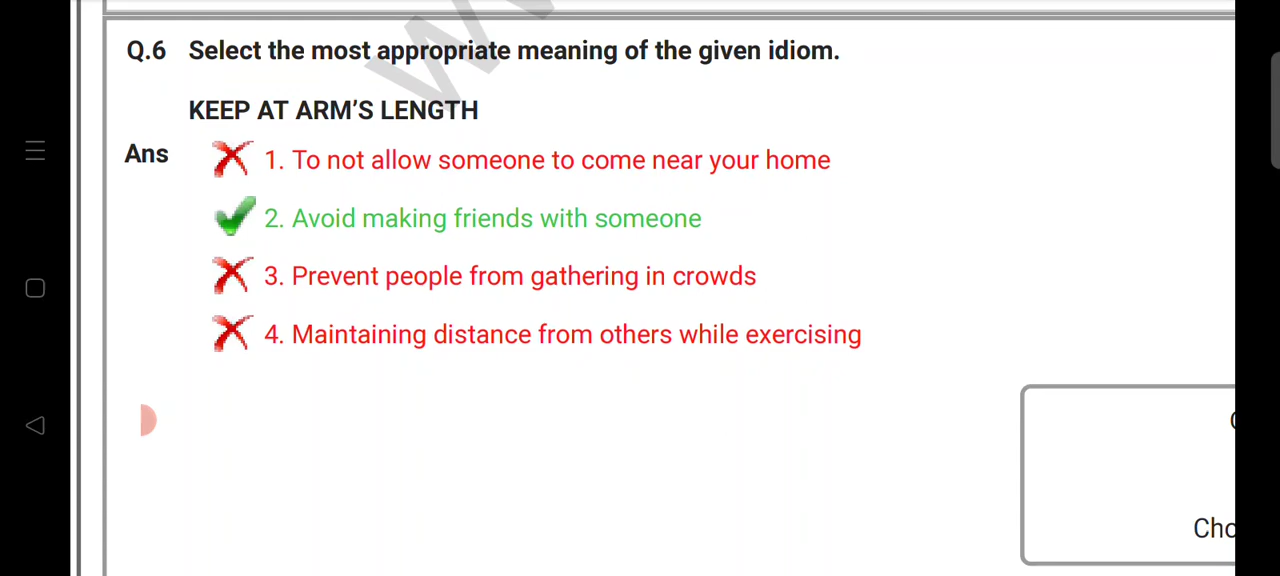 Q.6 Select the most appropriate meaning of the given idiom.
KEEP AT ARM'S LENGTH
Ans
1. To not allow someone to come near your home
2. Avoid making friends with someone
3. Prevent people from gathering in crowds
4. Maintaining distance from others while exercising